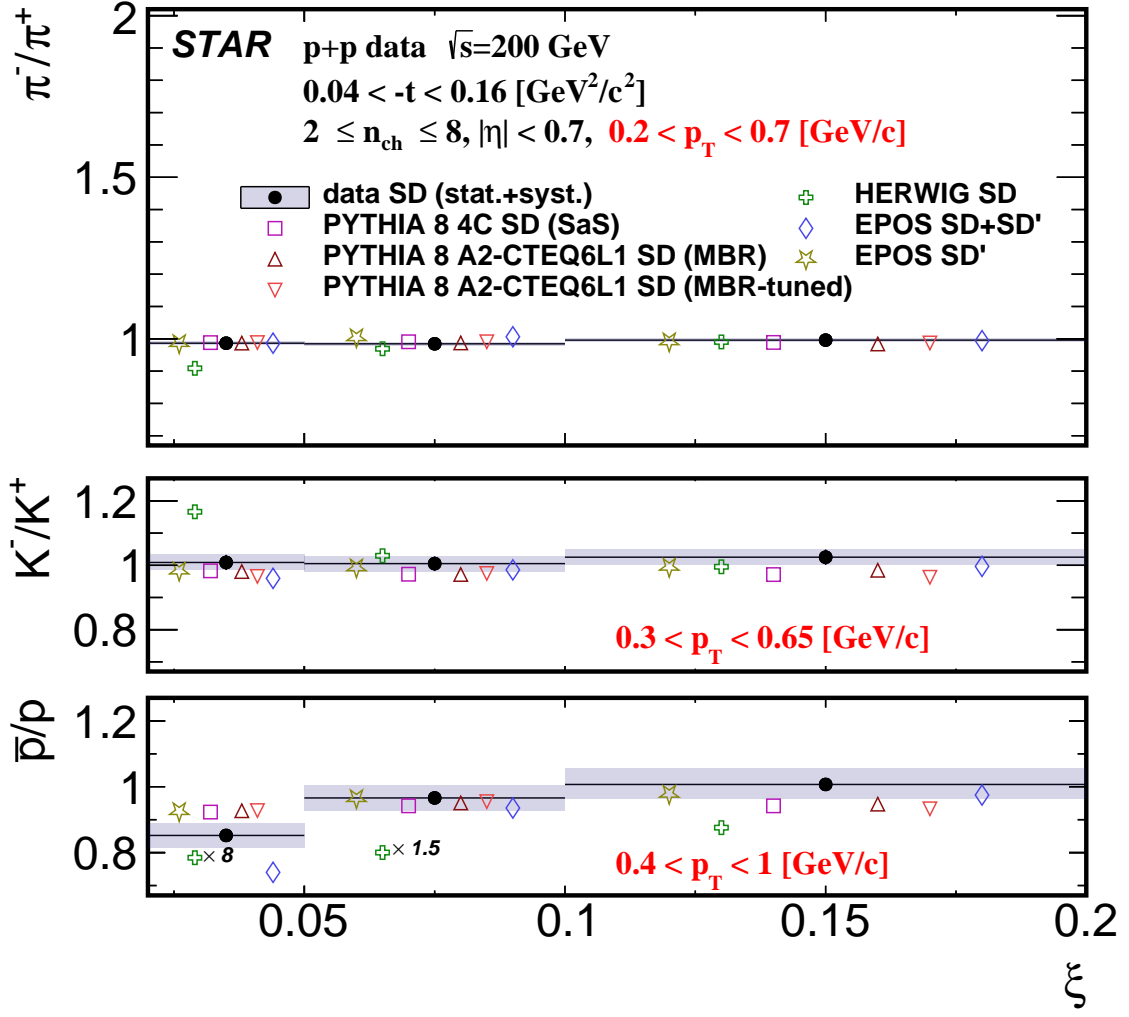 π⁻/π⁺
2
1.5
1
STAR p+p data √s=200 GeV
0.04 < -t < 0.16 [GeV²/c²]
2 ≤ n_ch ≤ 8, |η| < 0.7, 0.2 < p_T < 0.7 [GeV/c]
data SD (stat.+syst.)
PYTHIA 8 4C SD (SaS)
PYTHIA 8 A2-CTEQ6L1 SD (MBR)
PYTHIA 8 A2-CTEQ6L1 SD (MBR-tuned)
HERWIG SD
EPOS SD+SD'
EPOS SD'
K⁻/K⁺
1.2
1
0.8
0.3 < p_T < 0.65 [GeV/c]
p̅/p
1.2
1
0.8
× 8
× 1.5
0.4 < p_T < 1 [GeV/c]
0.05 0.1 0.15 0.2
ξ